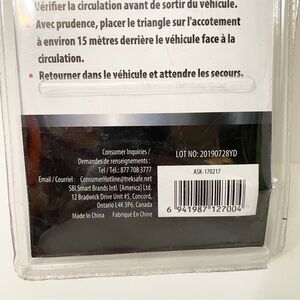 Vérifier la circulation avant de sortir du véhicule.
Avec prudence, placer le triangle sur l'accotement
à environ 15 mètres derrière le véhicule face à la
circulation.
Retourner dans le véhicule et attendre les secours.
Consumer Inquiries /
Demandes de renseignements :
Tel / Tél.: 877 708 3777
Email / Courriel : ConsumerHotline@treksafe.net
SBI Smart Brands Intl. [America] Ltd.
12 Bradwick Drive Unit #5, Concord,
Ontario L4K 3P6, Canada
Made In China Fabriqué En Chine
LOT NO: 20190728YD
ASK-170217
6 941987 127004